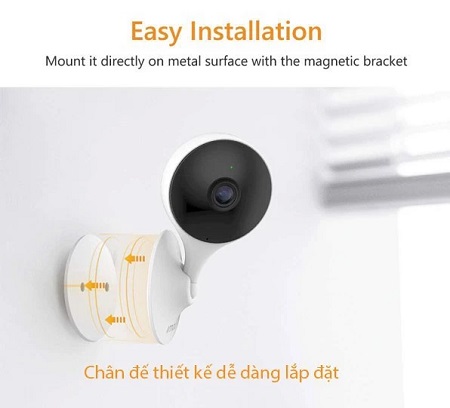 Easy Installation
Mount it directly on metal surface with the magnetic bracket
Chân đế thiết kế dễ dàng lắp đặt